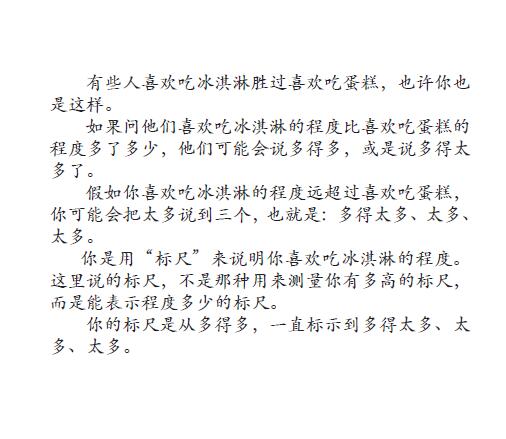 有些人喜欢吃冰淇淋胜过喜欢吃蛋糕，也许你也
是这样。
如果问他们喜欢吃冰淇淋的程度比喜欢吃蛋糕的
程度多了多少，他们可能会说多得多，或是说多得太
多了。
假如你喜欢吃冰淇淋的程度远超过喜欢吃蛋糕，
你可能会把太多说到三个，也就是：多得太多、太多、
太多。
你是用“标尺”来说明你喜欢吃冰淇淋的程度。
这里说的标尺，不是那种用来测量你有多高的标尺，
而是能表示程度多少的标尺。
你的标尺是从多得多，一直标示到多得太多、太
多、太多。